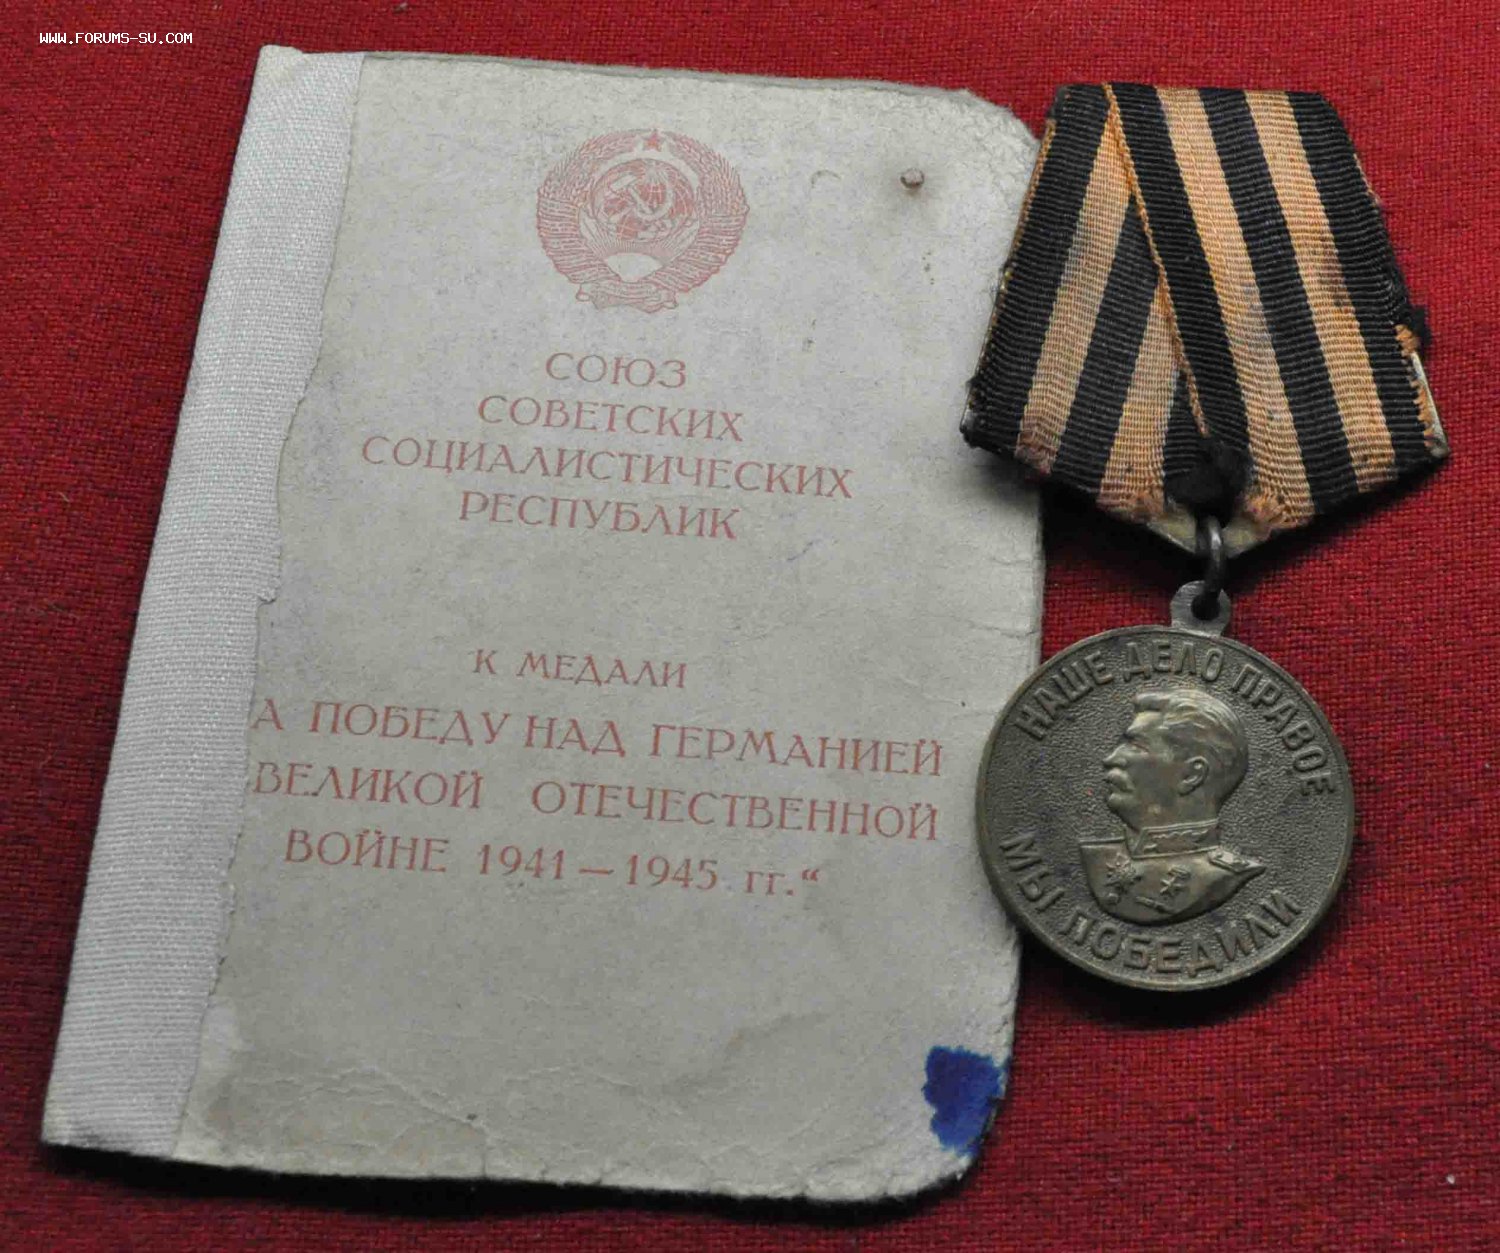 WWW.FORUMS-SU.COM
СОЮЗ
СОВЕТСКИХ
СОЦИАЛИСТИЧЕСКИХ
РЕСПУБЛИК
К МЕДАЛИ
А ПОБЕДУ НАД ГЕРМАНИЕЙ
ВЕЛИКОЙ ОТЕЧЕСТВЕННОЙ
ВОЙНЕ 1941 — 1945 гг.“
НАШЕ ДЕЛО ПРАВОЕ
МЫ ПОБЕДИЛИ